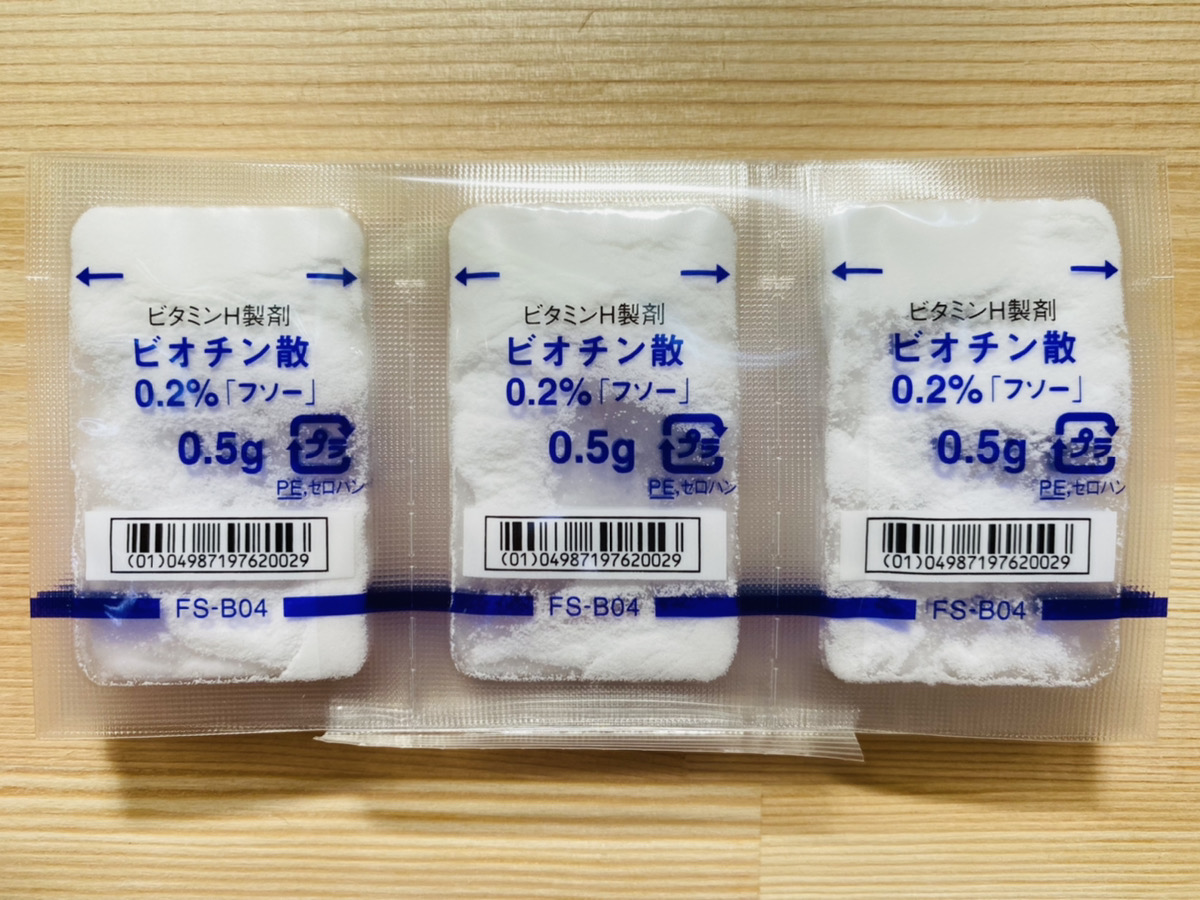 ← →
ビタミンH製剤
ビオチン散
0.2%「フソー」
0.5g プラ
PE,セロハン
(01)04987197620029
FS-B04
← →
ビタミンH製剤
ビオチン散
0.2%「フソー」
0.5g プラ
PE,セロハン
(01)04987197620029
FS-B04
← →
ビタミンH製剤
ビオチン散
0.2%「フソー」
0.5g プラ
PE,セロハン
(01)04987197620029
FS-B04